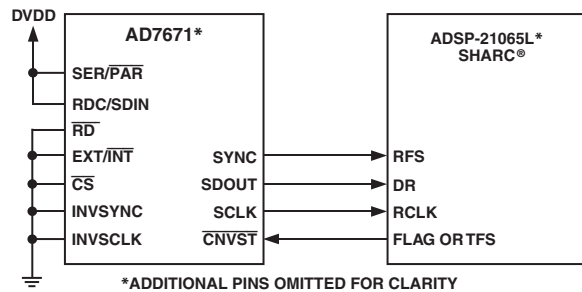 DVDD
AD7671*
SER/PAR
RDC/SDIN
RD
EXT/INT
CS
INVSYNC
INVSCLK
SYNC
SDOUT
SCLK
CNVST
ADSP-21065L*
SHARC®
RFS
DR
RCLK
FLAG OR TFS
*ADDITIONAL PINS OMITTED FOR CLARITY